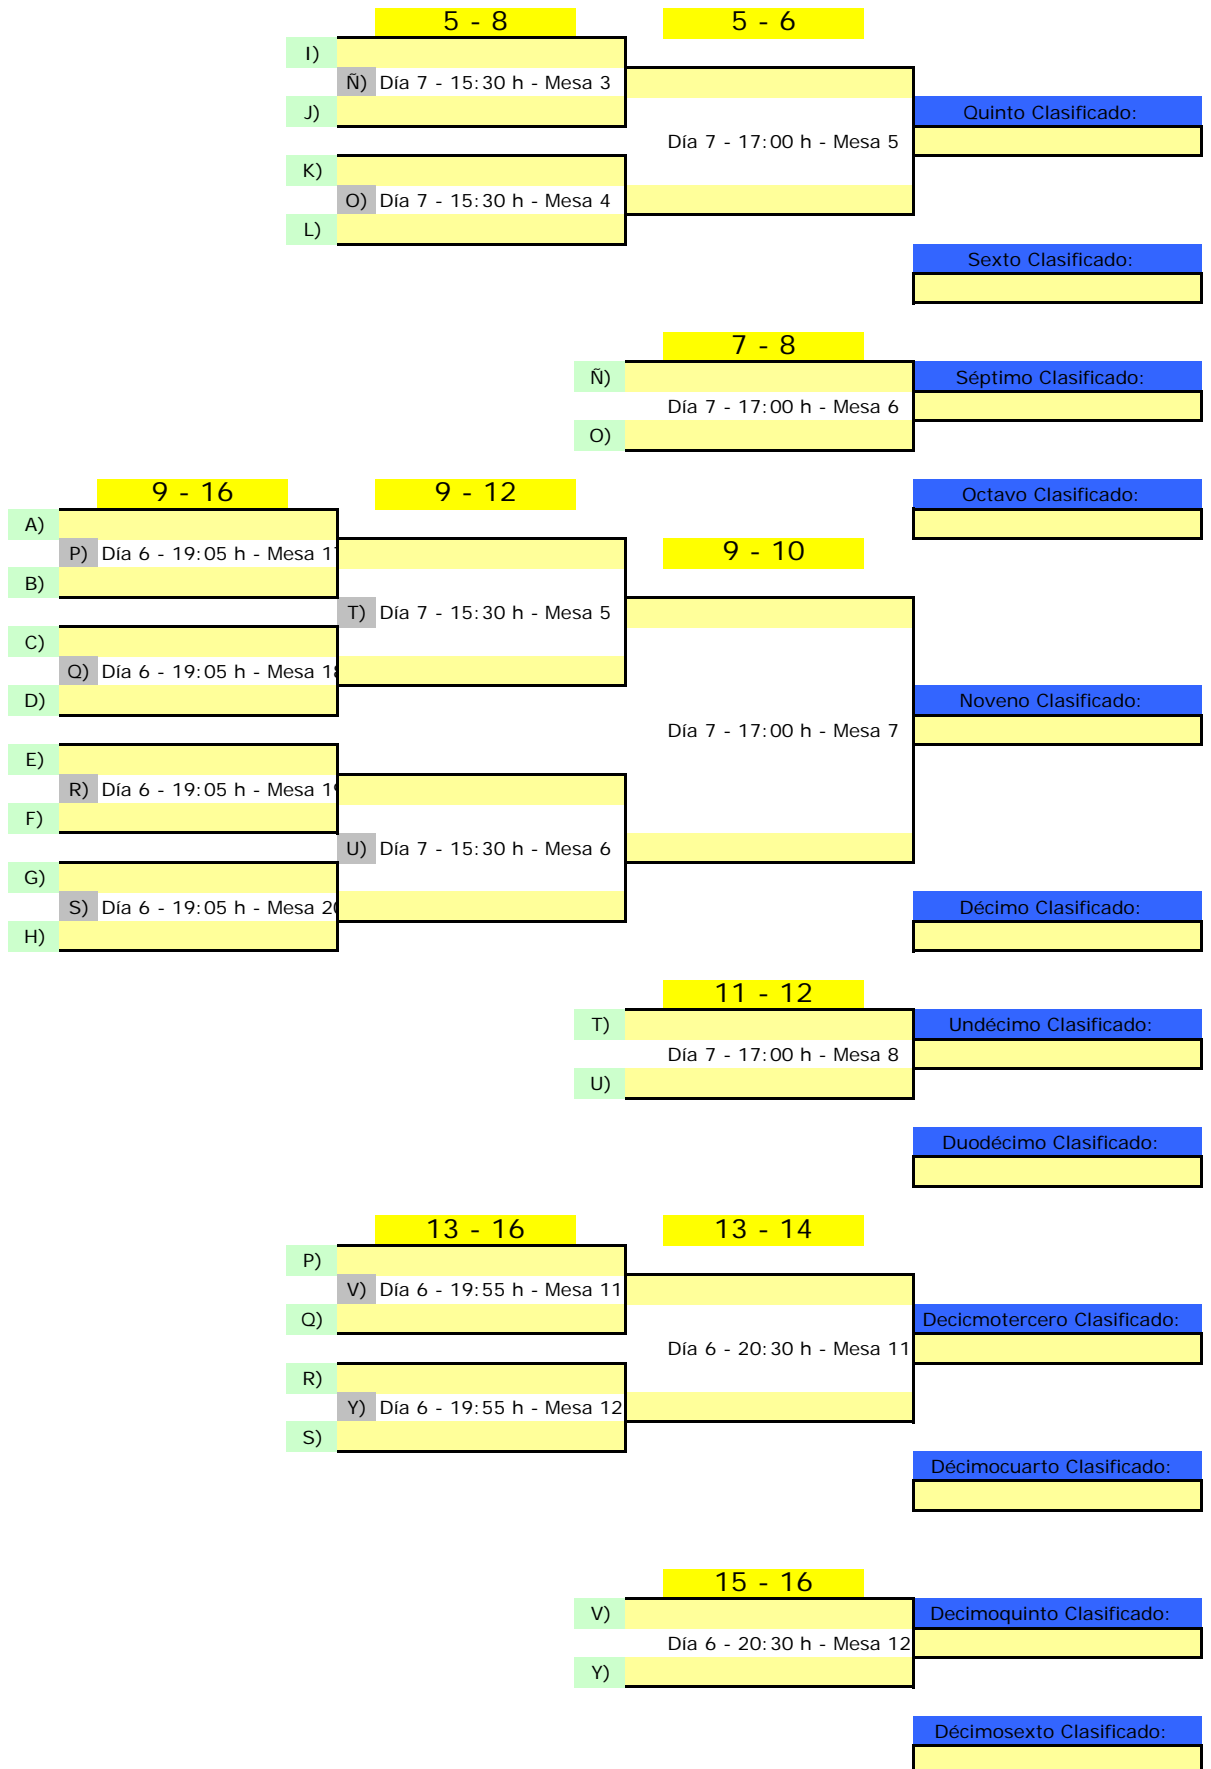 5 - 8 5 - 6
I)
Ñ) Día 7 - 15:30 h - Mesa 3
J) Quinto Clasificado:
Día 7 - 17:00 h - Mesa 5
K)
O) Día 7 - 15:30 h - Mesa 4
L)
Sexto Clasificado:
7 - 8
Ñ) Séptimo Clasificado:
Día 7 - 17:00 h - Mesa 6
O)
9 - 16 9 - 12 Octavo Clasificado:
A)
P) Día 6 - 19:05 h - Mesa 17 9 - 10
B)
T) Día 7 - 15:30 h - Mesa 5
C)
Q) Día 6 - 19:05 h - Mesa 18
D) Noveno Clasificado:
Día 7 - 17:00 h - Mesa 7
E)
R) Día 6 - 19:05 h - Mesa 19
F)
U) Día 7 - 15:30 h - Mesa 6
G)
S) Día 6 - 19:05 h - Mesa 20 Décimo Clasificado:
H)
11 - 12
T) Undécimo Clasificado:
Día 7 - 17:00 h - Mesa 8
U)
Duodécimo Clasificado:
13 - 16 13 - 14
P)
V) Día 6 - 19:55 h - Mesa 11
Q) Decicmotercero Clasificado:
Día 6 - 20:30 h - Mesa 11
R)
Y) Día 6 - 19:55 h - Mesa 12
S)
Décimocuarto Clasificado:
15 - 16
V) Decimoquinto Clasificado:
Día 6 - 20:30 h - Mesa 12
Y)
Décimosexto Clasificado: